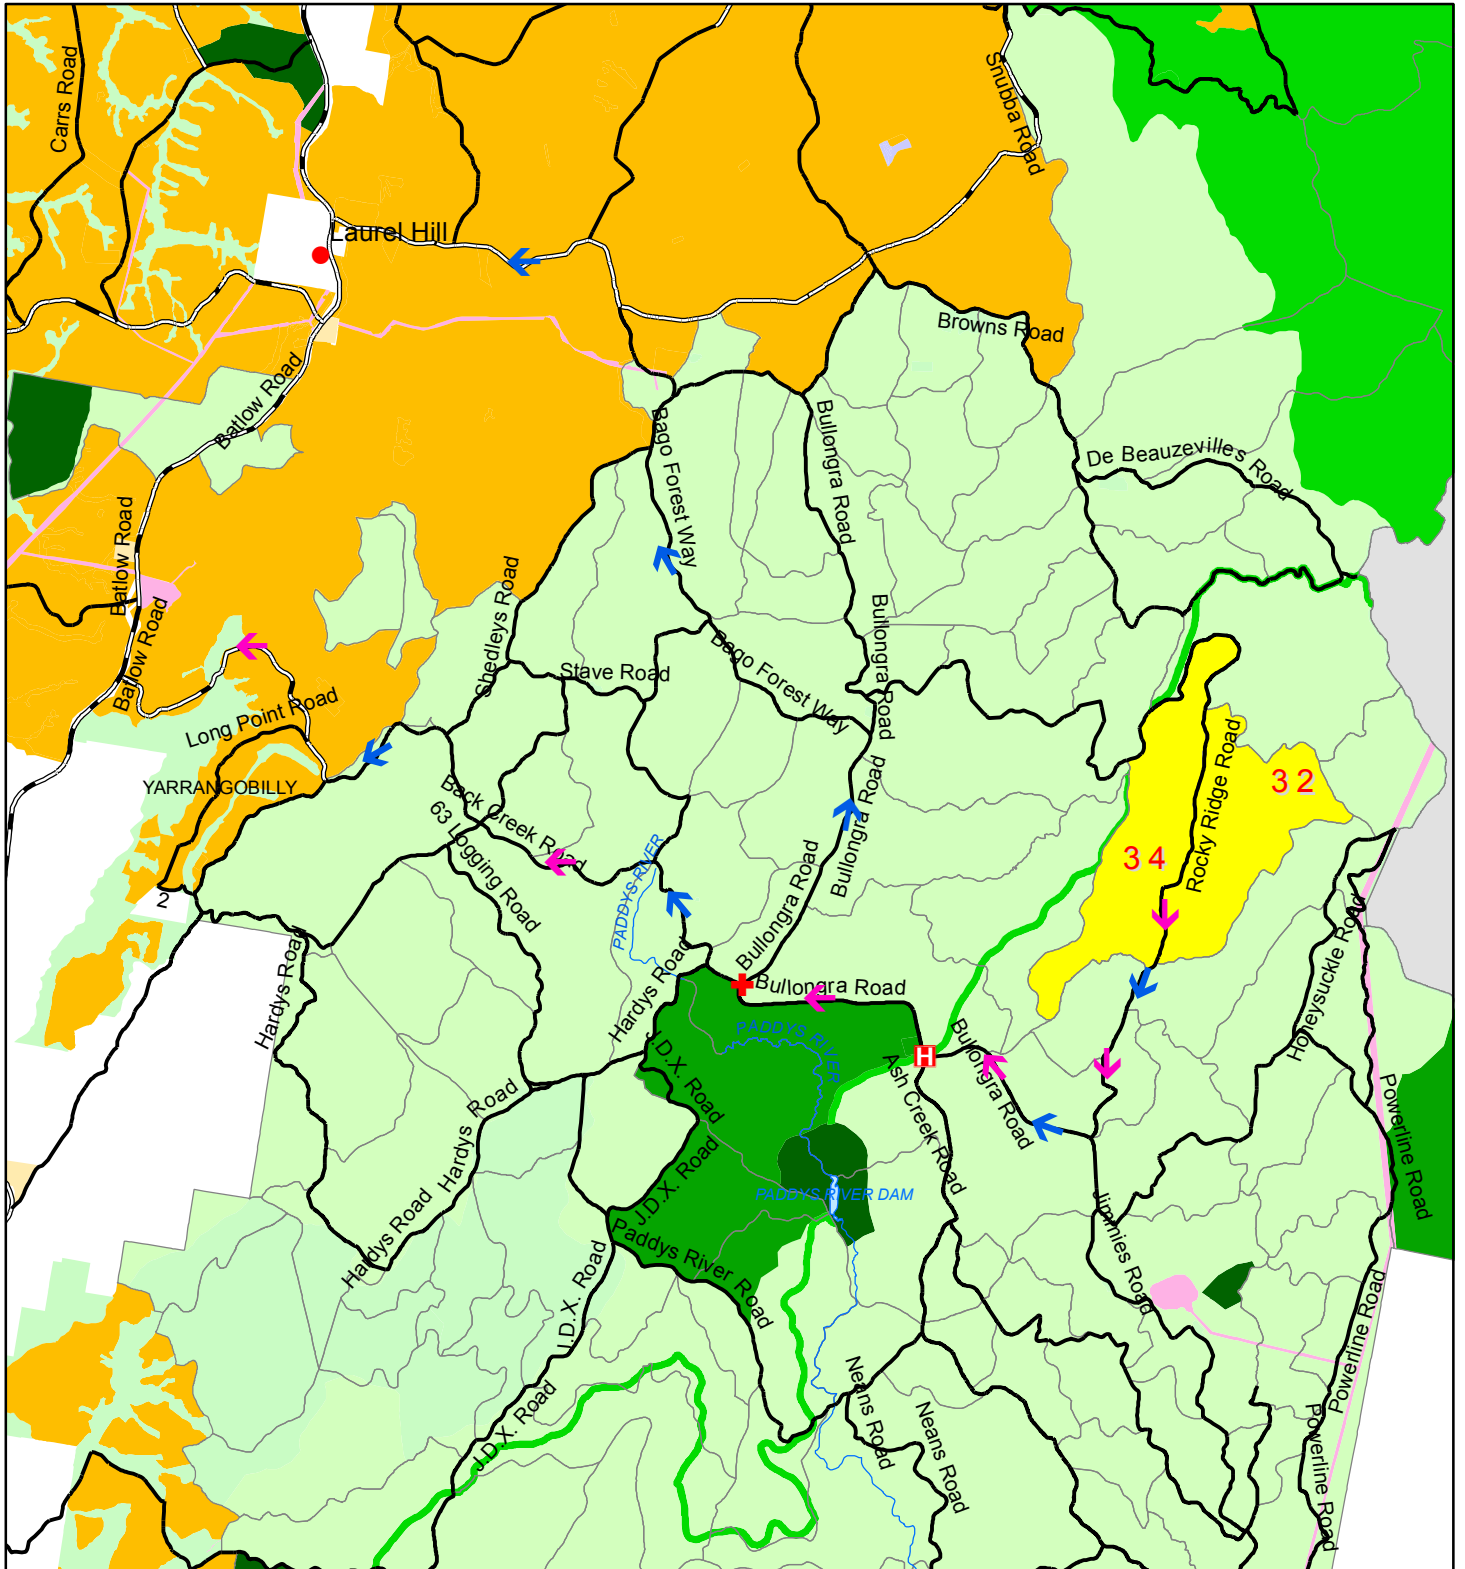 Carrs Road
Snubba Road
Laurel Hill
Browns Road
Batlow Road
Bago Forest Way
Bullongra Road
De Beauzevilles Road
Batlow Road
Shedleys Road
Batlow Road
Bullongra Road
Stave Road
Bago Forest Way
Long Point Road
Rocky Ridge Road
YARRANGOBILLY
32
Back Creek Road
63 Logging Road
Bullongra Road
Bullongra Road
34
PADDYS RIVER
2
Hardys Road
Hardys Road
Bullongra Road
Honeysuckle Road
PADDYS RIVER
H
Bullongra Road
J.D.X. Road
Ash Creek Road
Hardys Road
Powerline Road
J.D.X. Road
PADDYS RIVER DAM
Hardys Road
Jimmies Road
Paddys River Road
J.D.X. Road
Powerline Road
Neans Road
J.D.X. Road
Neans Road
Powerline Road